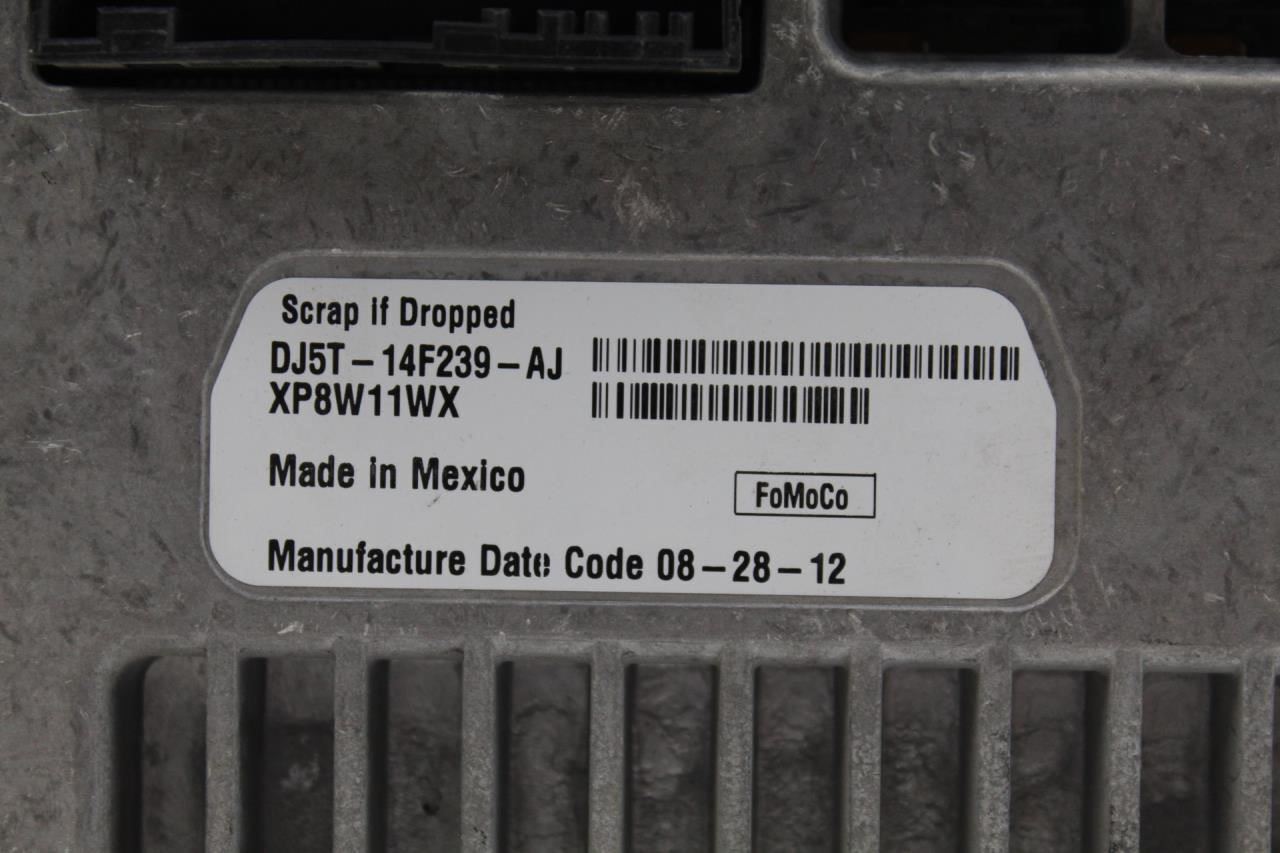 Scrap if Dropped
DJ5T-14F239-AJ
XP8W11WX
Made in Mexico
FoMoCo
Manufacture Date Code 08-28-12